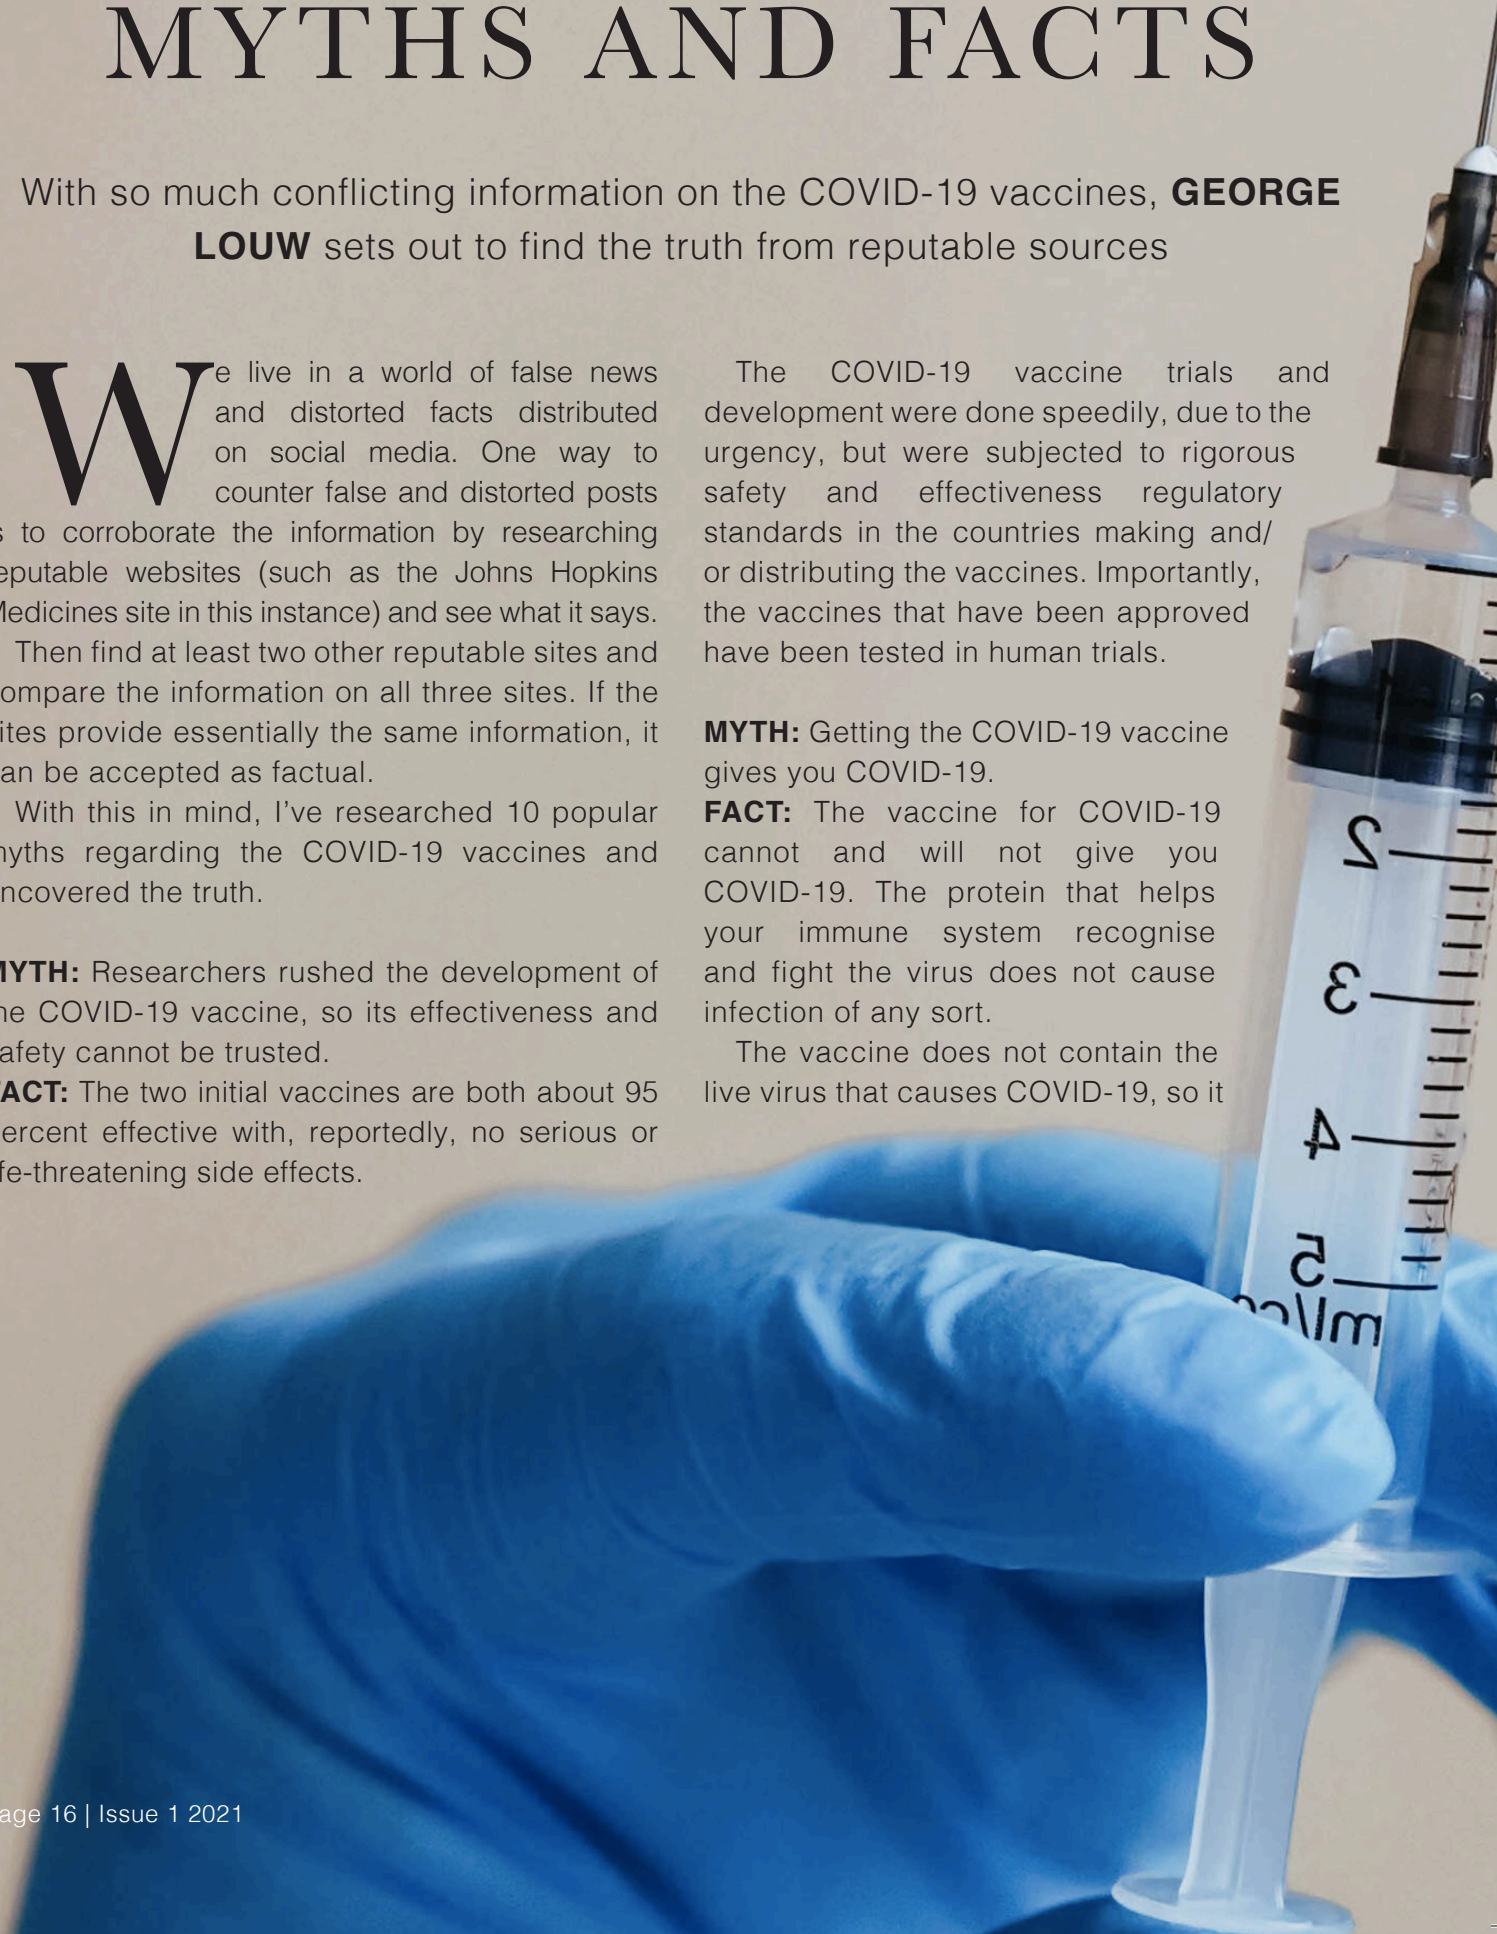 MYTHS AND FACTS
With so much conflicting information on the COVID-19 vaccines, GEORGE
LOUW sets out to find the truth from reputable sources
We live in a world of false news
and distorted facts distributed
on social media. One way to
counter false and distorted posts
s to corroborate the information by researching
eputable websites (such as the Johns Hopkins
Medicines site in this instance) and see what it says.
Then find at least two other reputable sites and
ompare the information on all three sites. If the
ites provide essentially the same information, it
an be accepted as factual.
With this in mind, I've researched 10 popular
myths regarding the COVID-19 vaccines and
ncovered the truth.
MYTH: Researchers rushed the development of
he COVID-19 vaccine, so its effectiveness and
afety cannot be trusted.
FACT: The two initial vaccines are both about 95
ercent effective with, reportedly, no serious or
fe-threatening side effects.
The COVID-19 vaccine trials and
development were done speedily, due to the
urgency, but were subjected to rigorous
safety and effectiveness regulatory
standards in the countries making and/
or distributing the vaccines. Importantly,
the vaccines that have been approved
have been tested in human trials.
MYTH: Getting the COVID-19 vaccine
gives you COVID-19.
FACT: The vaccine for COVID-19
cannot and will not give you
COVID-19. The protein that helps
your immune system recognise
and fight the virus does not cause
infection of any sort.
The vaccine does not contain the
live virus that causes COVID-19, so it
2
3
4
5
ml/cc
age 16 | Issue 1 2021